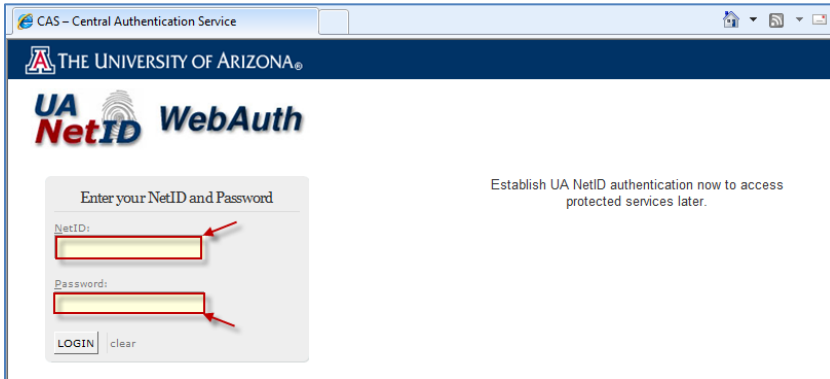 CAS – Central Authentication Service
THE UNIVERSITY OF ARIZONA®
UA
NetID WebAuth
Enter your NetID and Password
Establish UA NetID authentication now to access
protected services later.
NetID:
Password:
LOGIN clear